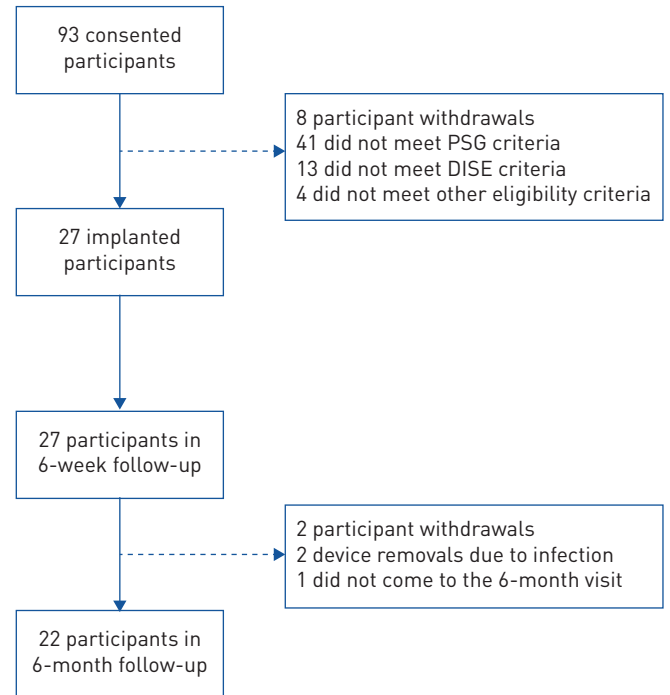 93 consented
participants
8 participant withdrawals
41 did not meet PSG criteria
13 did not meet DISE criteria
4 did not meet other eligibility criteria
27 implanted
participants
27 participants in
6-week follow-up
2 participant withdrawals
2 device removals due to infection
1 did not come to the 6-month visit
22 participants in
6-month follow-up